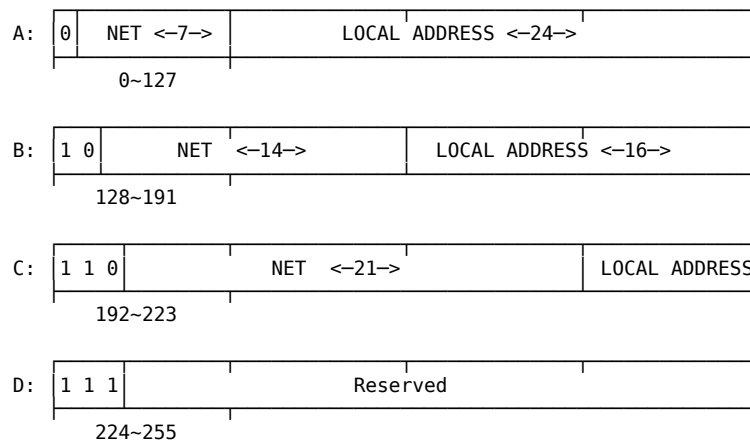 A: 0 NET <—7—> LOCAL ADDRESS <—24—>
0~127
B: 1 0 NET <—14—> LOCAL ADDRESS <—16—>
128~191
C: 1 1 0 NET <—21—> LOCAL ADDRESS
192~223
D: 1 1 1 Reserved
224~255